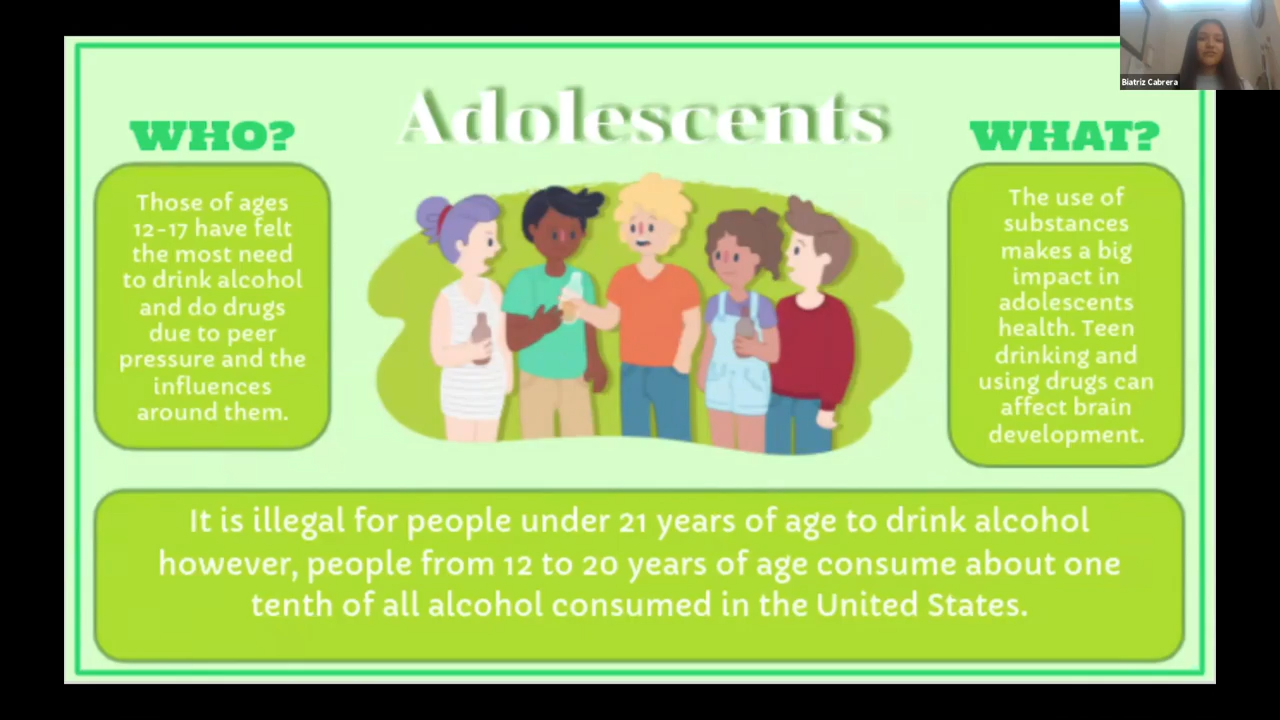 Biatriz Cabrera
Adolescents
WHO?
Those of ages
12-17 have felt
the most need
to drink alcohol
and do drugs
due to peer
pressure and the
influences
around them.
WHAT?
The use of
substances
makes a big
impact in
adolescents
health. Teen
drinking and
using drugs can
affect brain
development.
It is illegal for people under 21 years of age to drink alcohol
however, people from 12 to 20 years of age consume about one
tenth of all alcohol consumed in the United States.